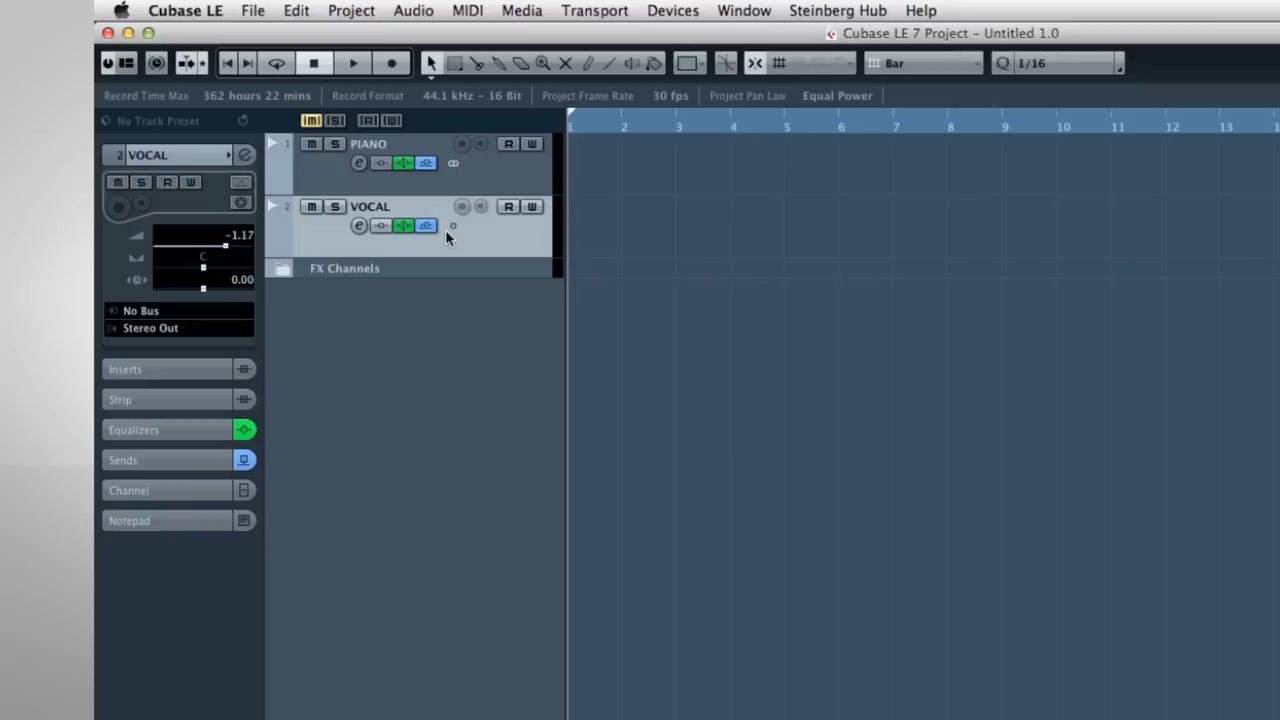 Cubase LE File Edit Project Audio MIDI Media Transport Devices Window Steinberg Hub Help
Cubase LE 7 Project - Untitled 1.0
Bar Q 1/16
Record Time Max 362 hours 22 mins Record Format 44.1 kHz - 16 Bit Project Frame Rate 30 fps Project Pan Law Equal Power
No Track Preset M S R W 1 2 3 4 5 6 7 8 9 10 11 12 13
1 m S PIANO R W
e
2 VOCAL
m S R W
2 m S VOCAL R W
e
-1.17
C
FX Channels
0.00
No Bus
Stereo Out
Inserts
Strip
Equalizers
Sends
Channel
Notepad